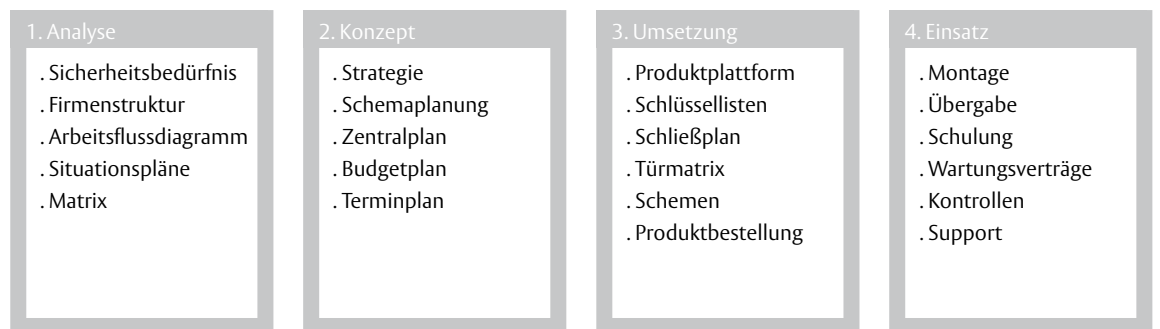 1. Analyse
. Sicherheitsbedürfnis
. Firmenstruktur
. Arbeitsflussdiagramm
. Situationspläne
. Matrix
2. Konzept
. Strategie
. Schemaplanung
. Zentralplan
. Budgetplan
. Terminplan
3. Umsetzung
. Produktplattform
. Schlüssellisten
. Schließplan
. Türmatrix
. Schemen
. Produktbestellung
4. Einsatz
. Montage
. Übergabe
. Schulung
. Wartungsverträge
. Kontrollen
. Support